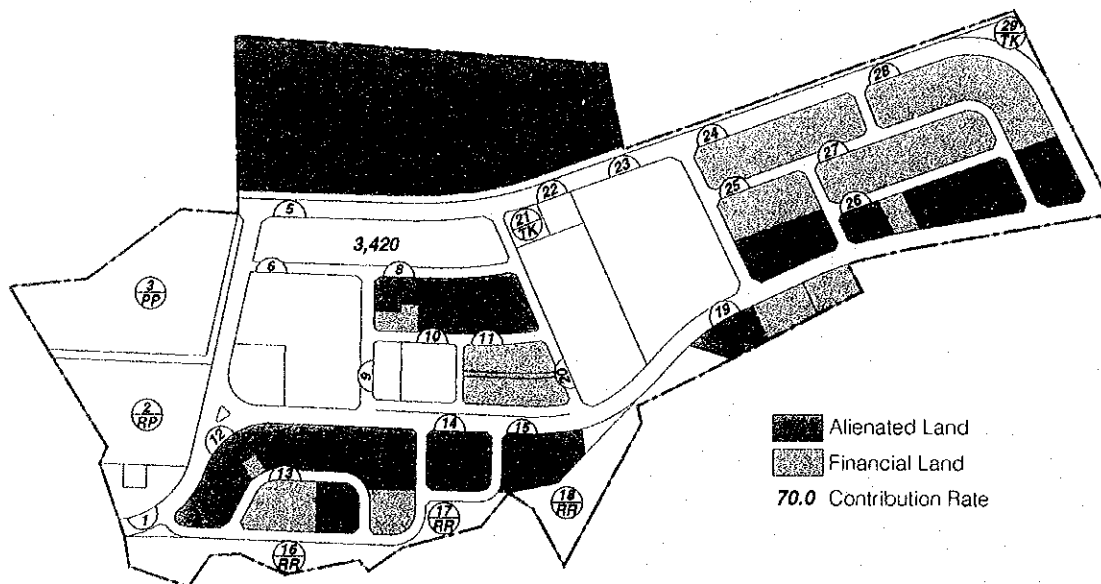 29
TK
28
24
27
23
22
25
26
21
TK
5
3,420
6
8
3
PP
19
10
11
9
20
2
RP
14
15
12
13
Alienated Land
Financial Land
70.0 Contribution Rate
18
RR
17
RR
1
16
RR